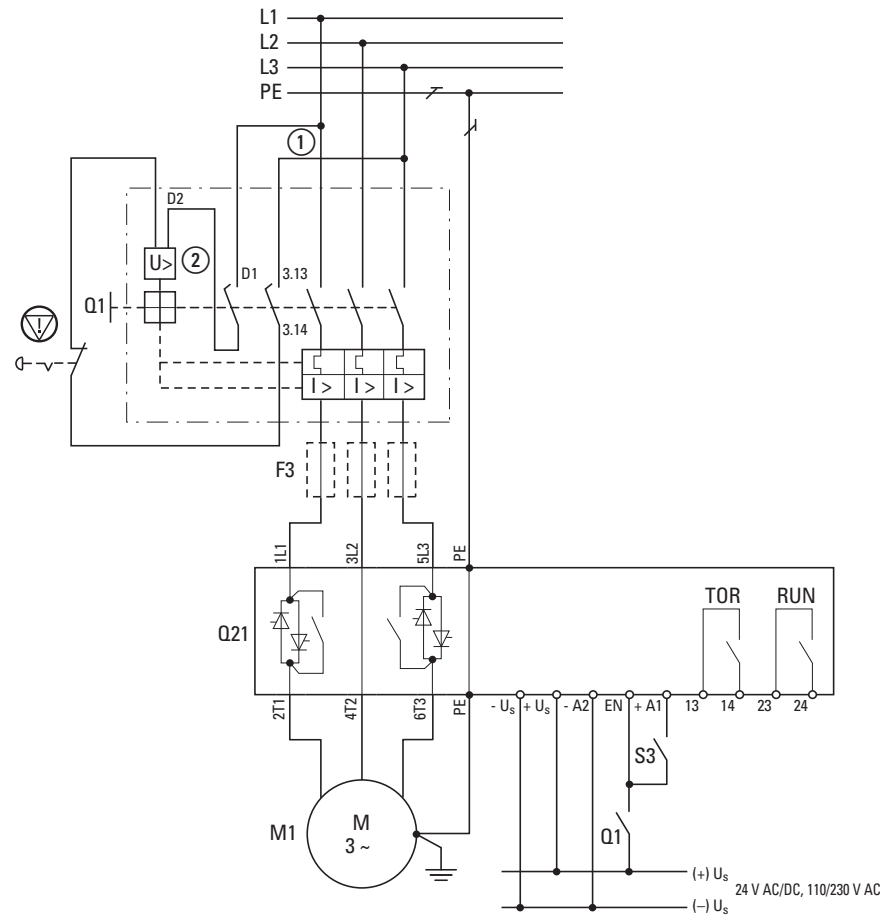 L1
L2
L3
PE
1
D2
U>
2
D1
3.13
Q1
3.14
!
I > I > I >
F3
1L1 3L2 5L3 PE
TOR RUN
Q21
2T1 4T2 6T3 PE
- Us + Us - A2 EN + A1 13 14 23 24
S3
M1
M
3 ~
Q1
(+) Us
24 V AC/DC, 110/230 V AC
(–) Us